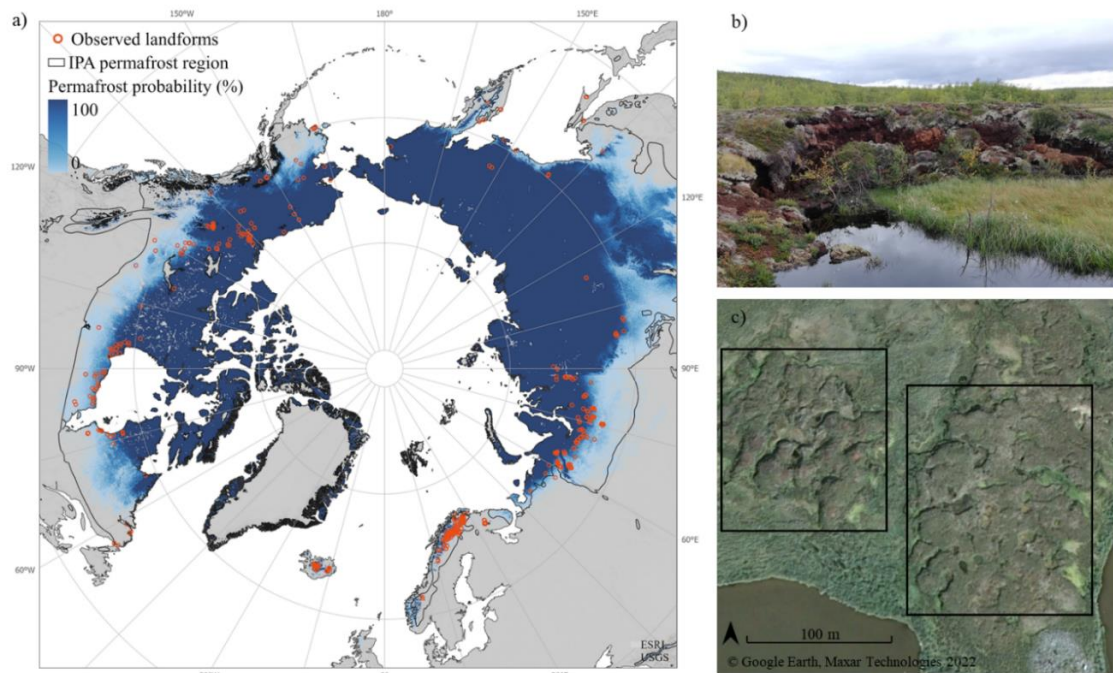 a)
180°
160°W
150°E
Observed landforms
IPA permafrost region
Permafrost probability (%)
100
0
120°W
120°E
90°W
90°E
60°W
60°E
ESRI,
USGS
b)
c)
100 m
© Google Earth, Maxar Technologies 2022